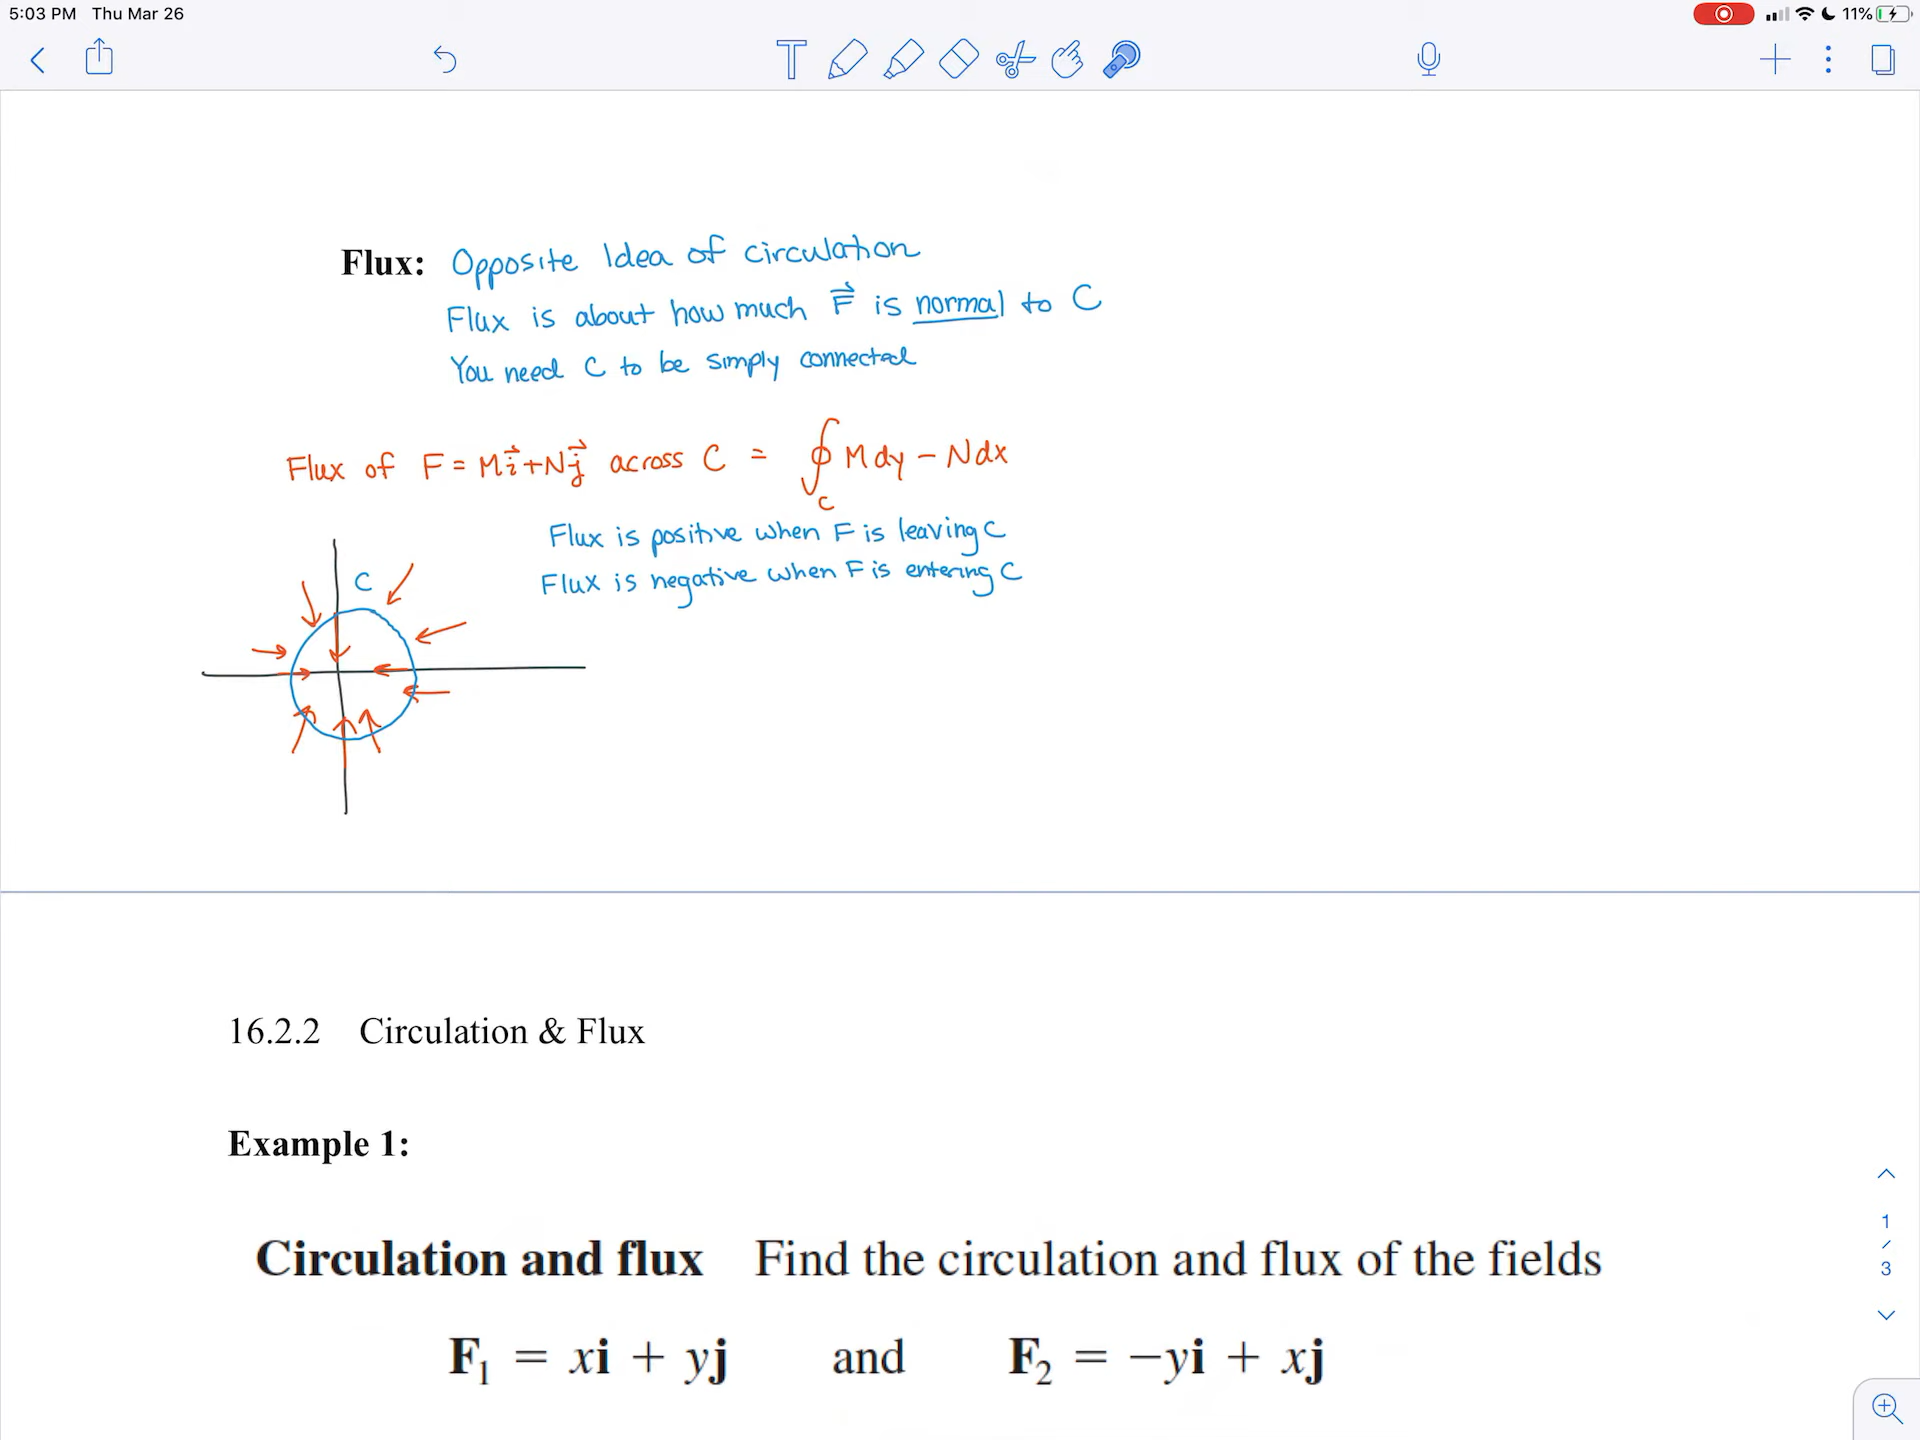 5:03 PM Thu Mar 26
11%
Flux: Opposite Idea of circulation
Flux is about how much F⃗ is normal to C
You need C to be simply connected
Flux of F = Mi⃗+Nj⃗ across C = ∮_C Mdy - Ndx
Flux is positive when F is leaving C
Flux is negative when F is entering C
C
16.2.2 Circulation & Flux
Example 1:
Circulation and flux Find the circulation and flux of the fields
F₁ = xi + yj and F₂ = −yi + xj
1
/
3